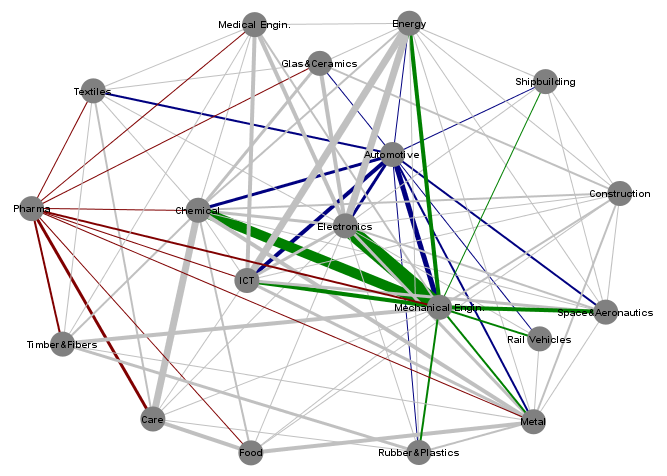 Medical Engin.
Energy
Glas&Ceramics
Shipbuilding
Textiles
Automotive
Construction
Pharma
Chemical
Electronics
ICT
Mechanical Engin.
Space&Aeronautics
Rail Vehicles
Timber&Fibers
Care
Metal
Food
Rubber&Plastics